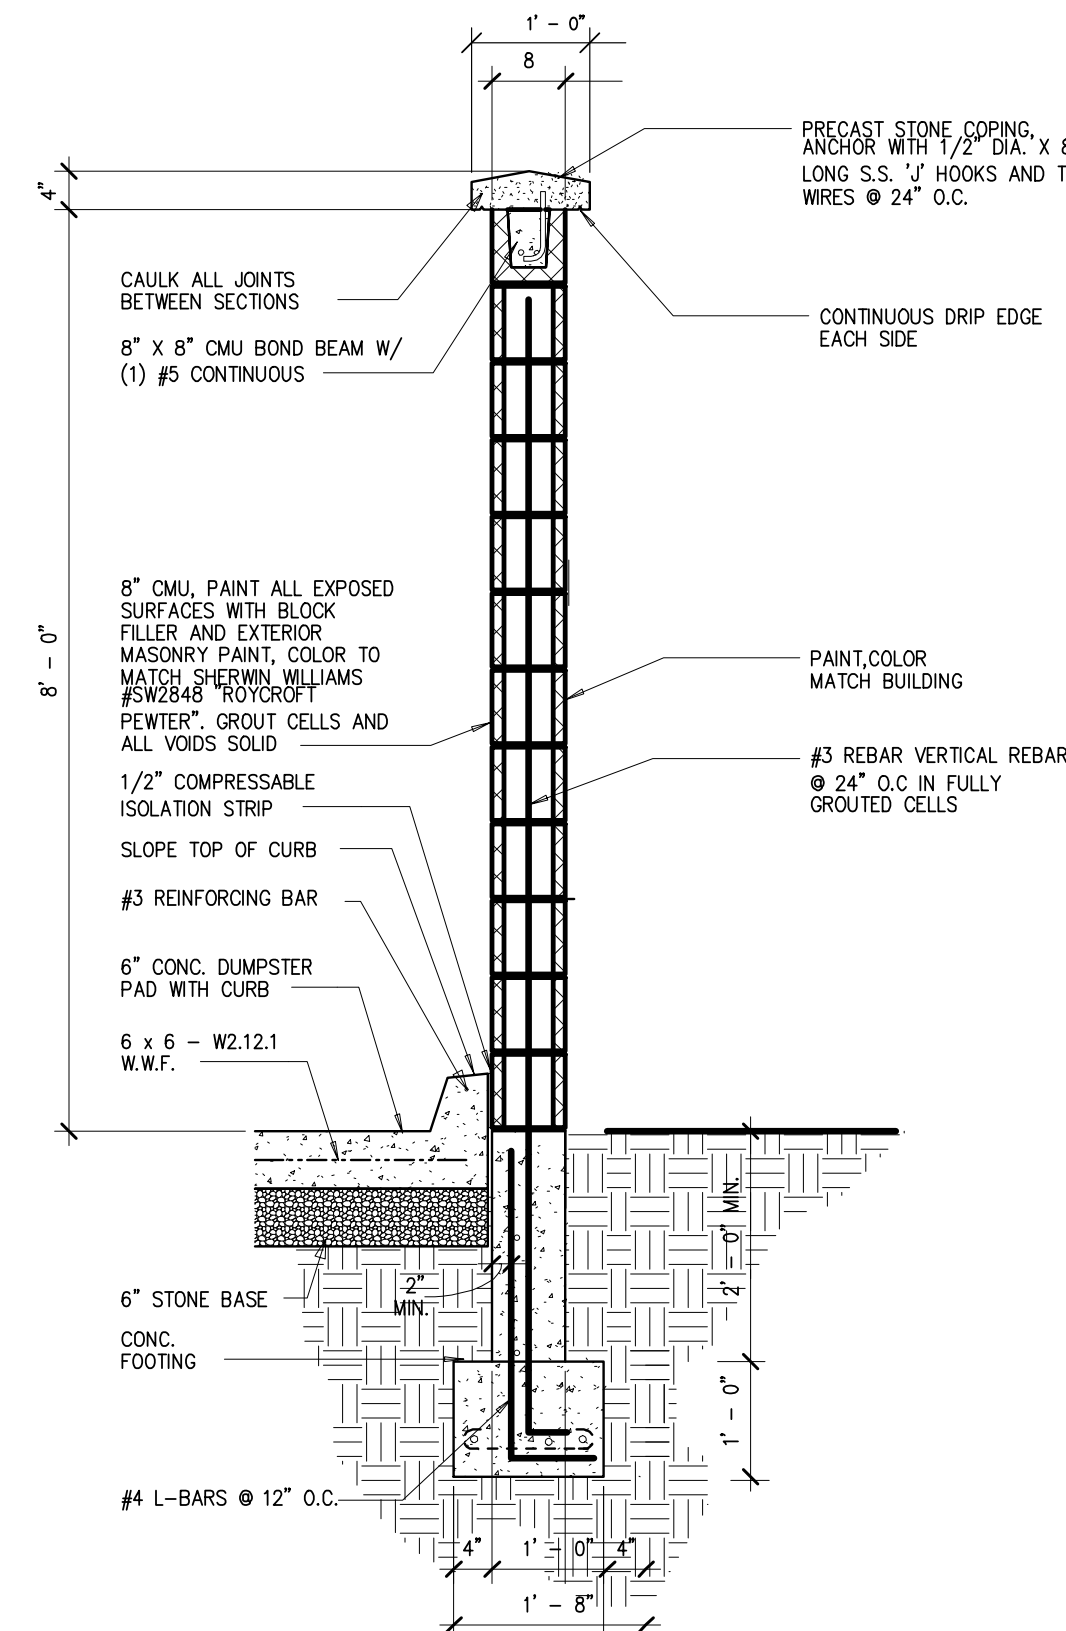 1' - 0"
8
PRECAST STONE COPING,
ANCHOR WITH 1/2" DIA. X 8
LONG S.S. 'J' HOOKS AND T
WIRES @ 24" O.C.
4"
CAULK ALL JOINTS
BETWEEN SECTIONS
CONTINUOUS DRIP EDGE
EACH SIDE
8" X 8" CMU BOND BEAM W/
(1) #5 CONTINUOUS
8' - 0"
8" CMU, PAINT ALL EXPOSED
SURFACES WITH BLOCK
FILLER AND EXTERIOR
MASONRY PAINT, COLOR TO
MATCH SHERWIN WILLIAMS
#SW2848 "ROYCROFT
PEWTER". GROUT CELLS AND
ALL VOIDS SOLID
PAINT,COLOR
MATCH BUILDING
#3 REBAR VERTICAL REBAR
@ 24" O.C IN FULLY
GROUTED CELLS
1/2" COMPRESSABLE
ISOLATION STRIP
SLOPE TOP OF CURB
#3 REINFORCING BAR
6" CONC. DUMPSTER
PAD WITH CURB
6 x 6 - W2.12.1
W.W.F.
2' - 0" MIN.
6" STONE BASE
2"
MIN.
CONC.
FOOTING
1' - 0"
#4 L-BARS @ 12" O.C.
4" 1' - 0" 4"
1' - 8"